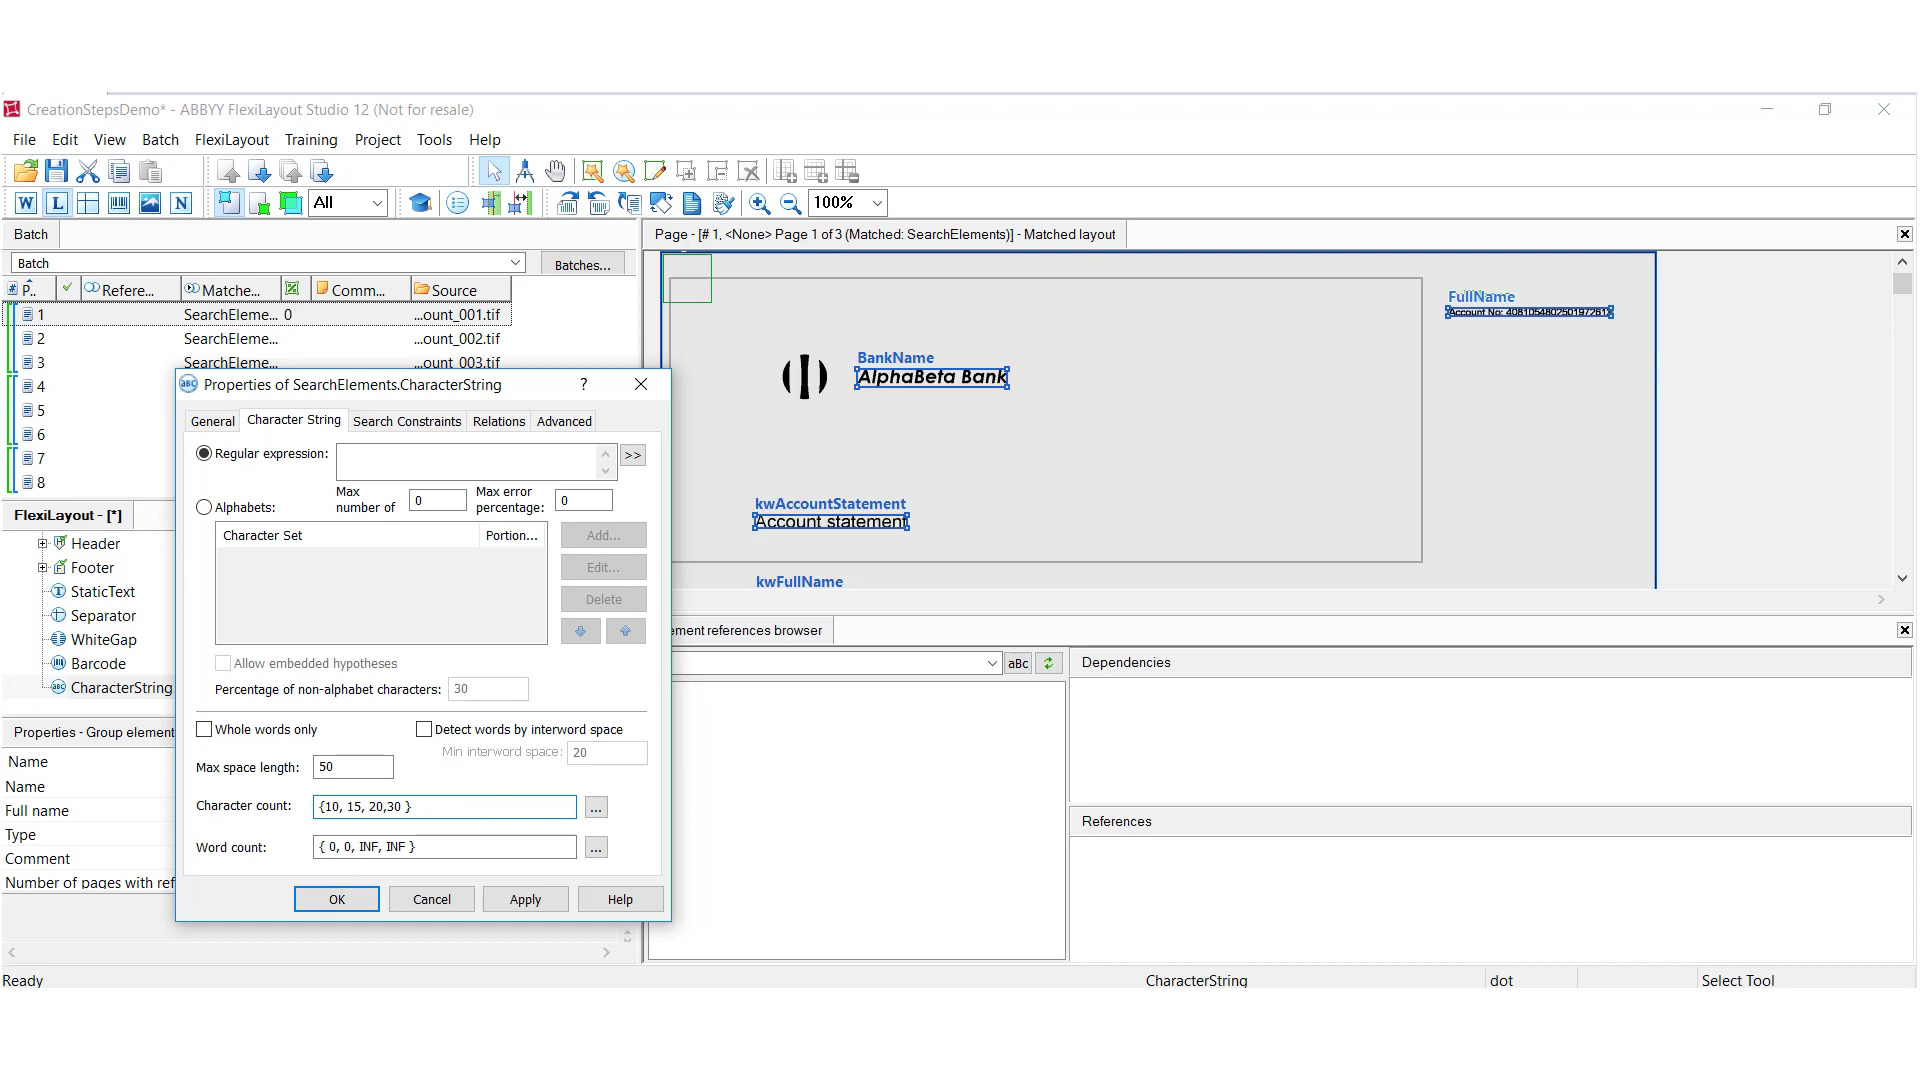 CreationStepsDemo* - ABBYY FlexiLayout Studio 12 (Not for resale)
File Edit View Batch FlexiLayout Training Project Tools Help
W L N All 100%
Batch
Page - [# 1, <None> Page 1 of 3 (Matched: SearchElements)] - Matched layout
Batch Batches...
# P.. Refere... Matche... Comm... Source
1 SearchEleme... 0 ...ount_001.tif
2 SearchEleme... ...ount_002.tif
3 SearchEleme... ...ount_003.tif
4
5
6
7
8
FullName
Account No: 40810548025019726
BankName
AlphaBeta Bank
kwAccountStatement
Account statement
kwFullName
FlexiLayout - [*]
Header
Footer
StaticText
Separator
WhiteGap
Barcode
CharacterString
Properties - Group element
Name
Name
Full name
Type
Comment
Number of pages with ref
abc Properties of SearchElements.CharacterString ?
General Character String Search Constraints Relations Advanced
Regular expression: >>
Alphabets:
Max number of 0
Max error percentage: 0
Character Set Portion...
Add...
Edit...
Delete
Allow embedded hypotheses
Percentage of non-alphabet characters: 30
Whole words only
Detect words by interword space
Min interword space: 20
Max space length: 50
Character count: {10, 15, 20,30 } ...
Word count: { 0, 0, INF, INF } ...
OK Cancel Apply Help
ement references browser
aBc
Dependencies
References
Ready CharacterString dot Select Tool